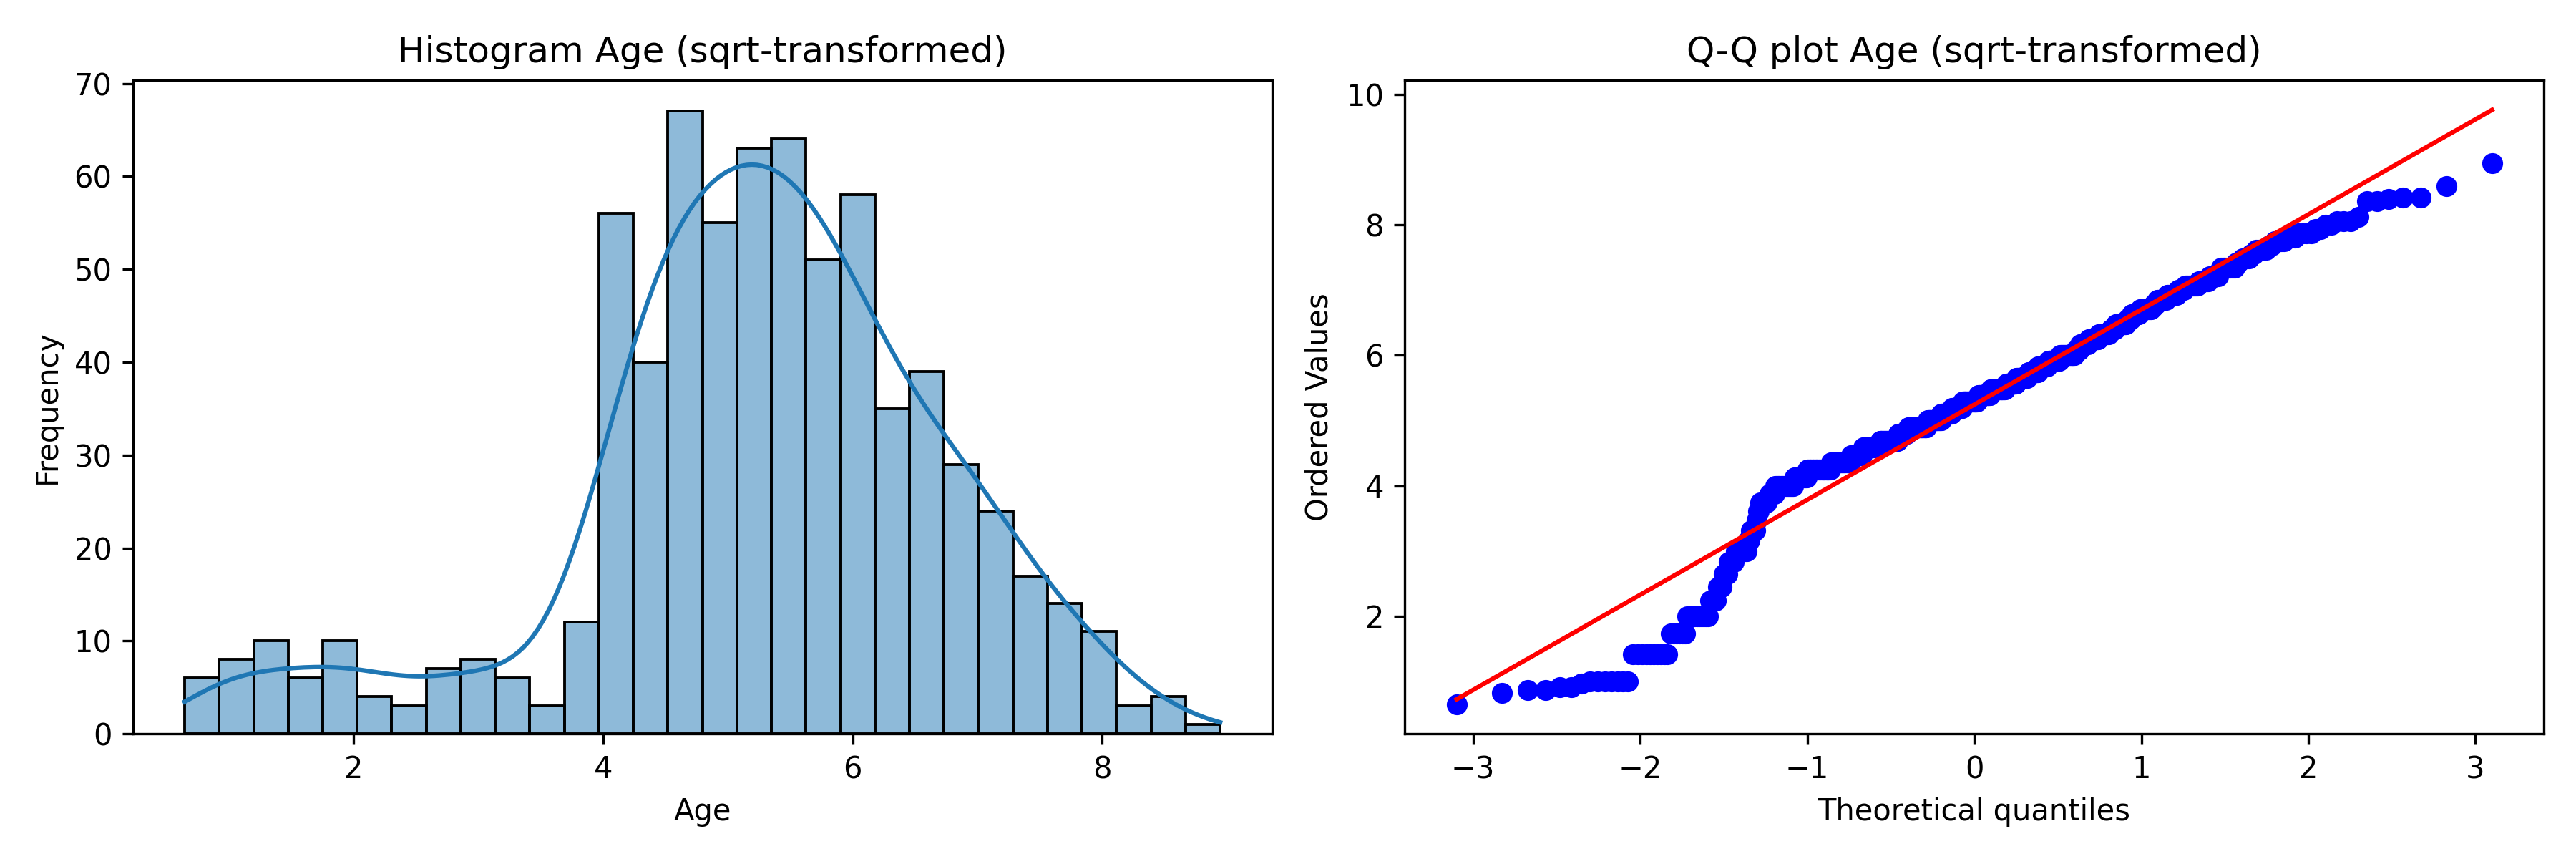 Histogram Age (sqrt-transformed)
70
60
50
40
30
20
10
0
Frequency
2 4 6 8
Age
Q-Q plot Age (sqrt-transformed)
10
8
6
4
2
Ordered Values
−3 −2 −1 0 1 2 3
Theoretical quantiles